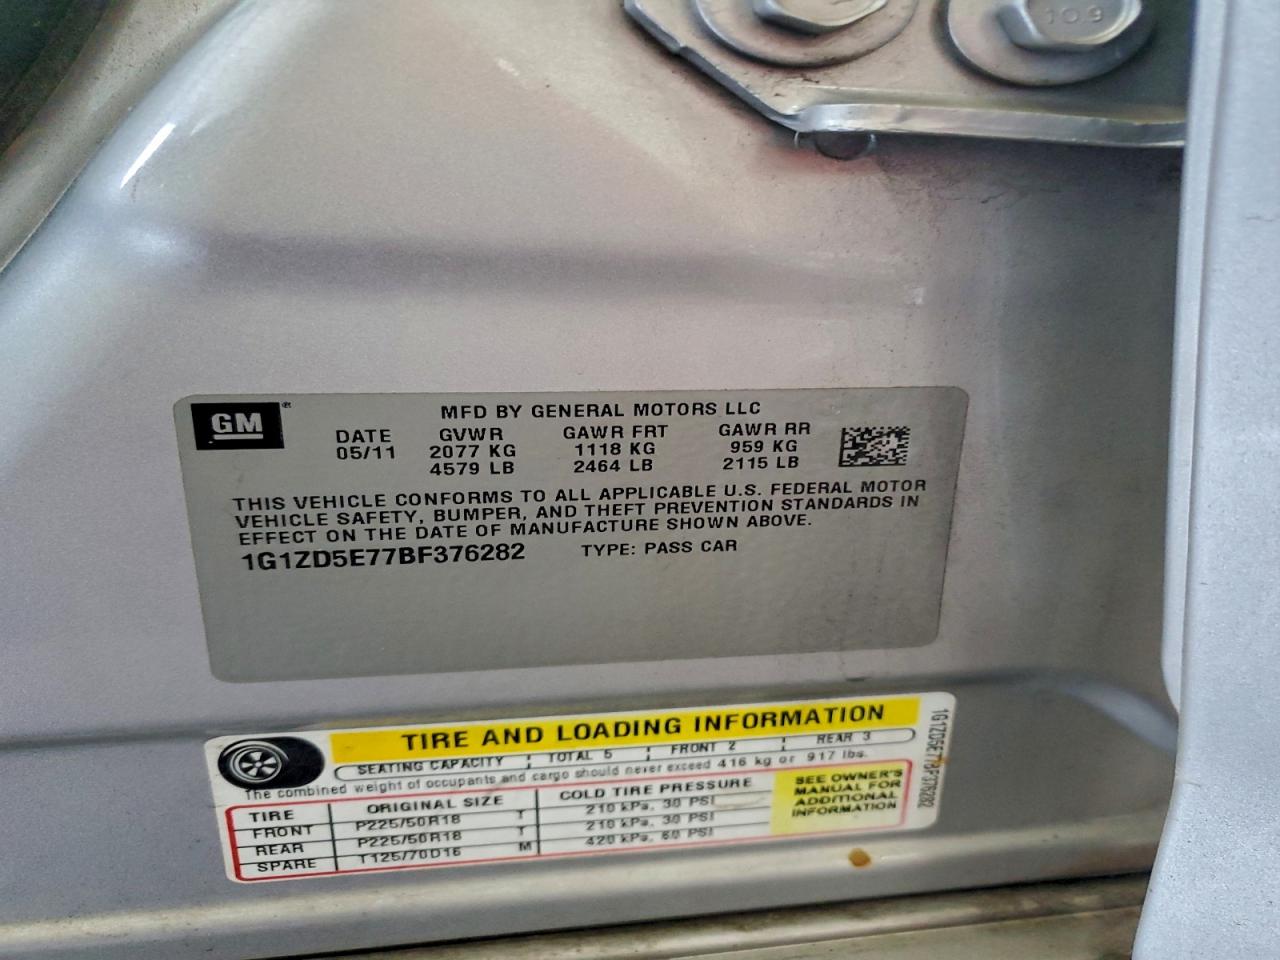 10.9
GM
MFD BY GENERAL MOTORS LLC
DATE GVWR GAWR FRT GAWR RR
05/11 2077 KG 1118 KG 959 KG
4579 LB 2464 LB 2115 LB
THIS VEHICLE CONFORMS TO ALL APPLICABLE U.S. FEDERAL MOTOR
VEHICLE SAFETY, BUMPER, AND THEFT PREVENTION STANDARDS IN
EFFECT ON THE DATE OF MANUFACTURE SHOWN ABOVE.
1G1ZD5E77BF376282 TYPE: PASS CAR
TIRE AND LOADING INFORMATION
SEATING CAPACITY TOTAL 5 FRONT 2 REAR 3
The combined weight of occupants and cargo should never exceed 416 kg or 917 lbs.
TIRE ORIGINAL SIZE COLD TIRE PRESSURE
FRONT P225/50R18 T 210 kPa, 30 PSI
REAR P225/50R18 T 210 kPa, 30 PSI
SPARE T125/70D16 M 420 kPa, 60 PSI
SEE OWNER'S
MANUAL FOR
ADDITIONAL
INFORMATION
1G1ZD5E77BF376282